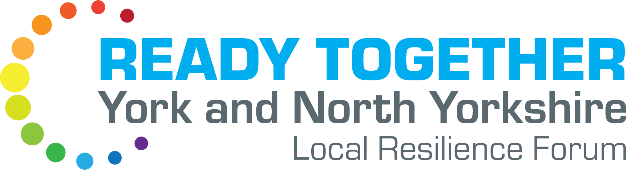 READY TOGETHER
York and North Yorkshire
Local Resilience Forum